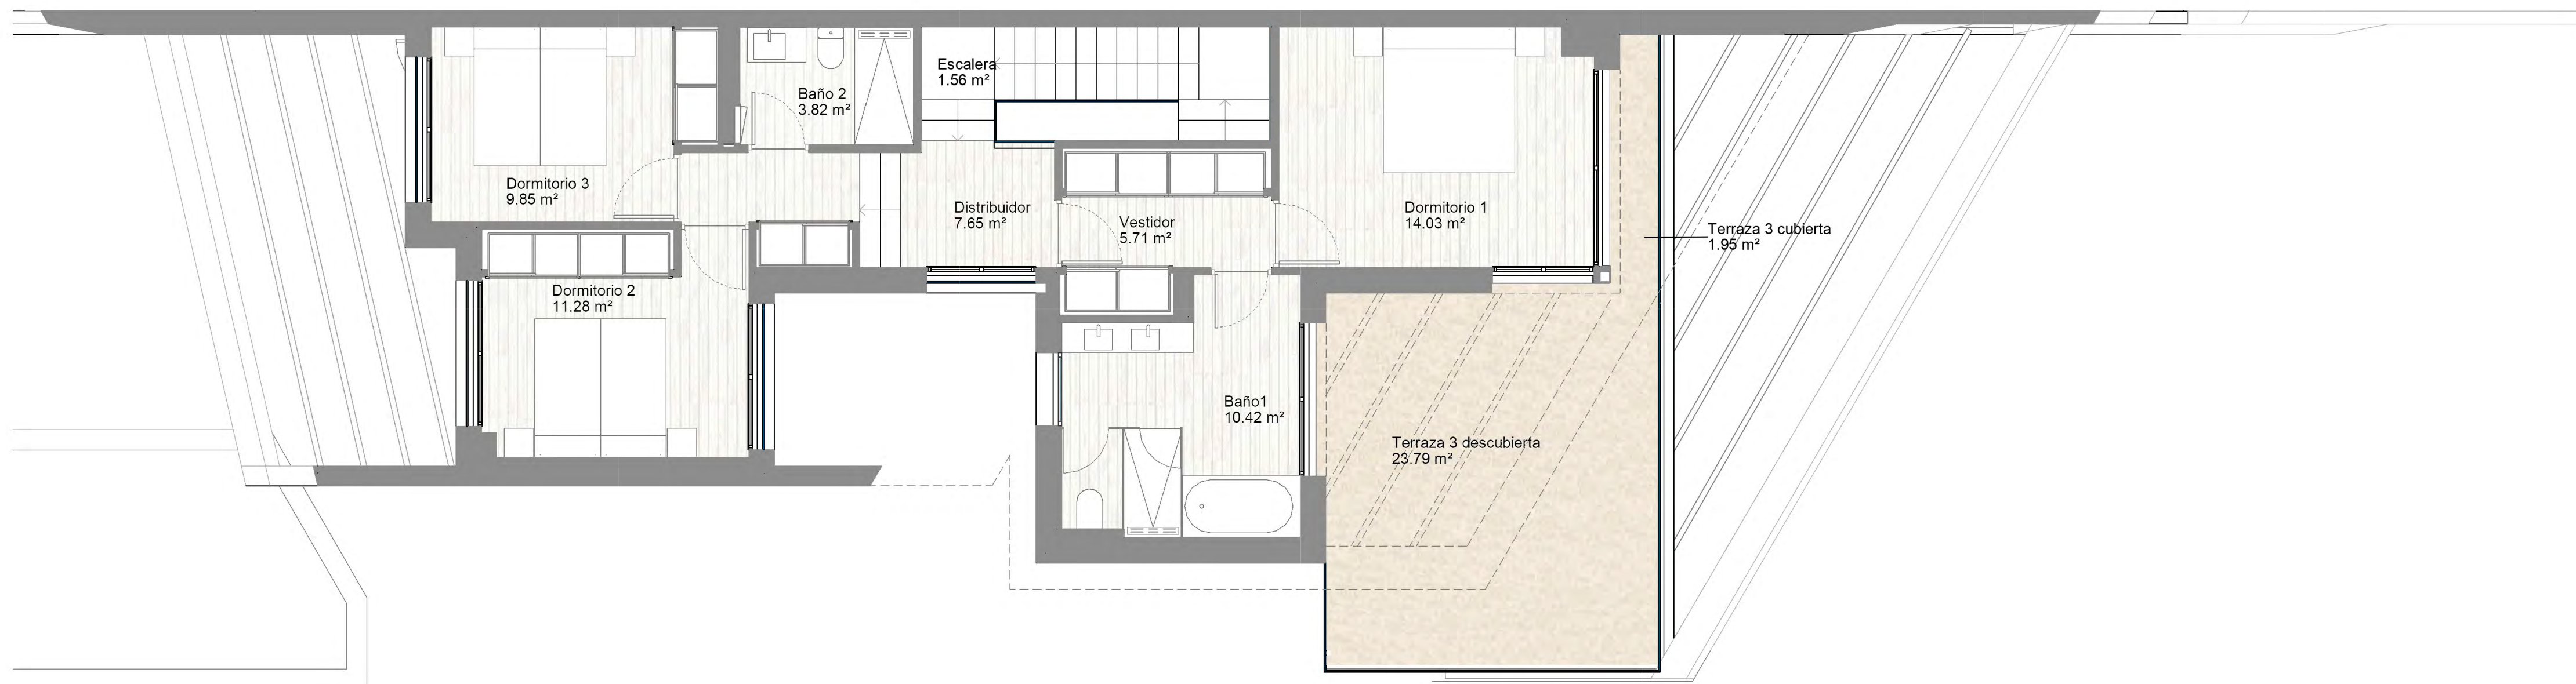 Escalera
1.56 m²
Baño 2
3.82 m²
Dormitorio 3
9.85 m²
Distribuidor
7.65 m²
Vestidor
5.71 m²
Dormitorio 1
14.03 m²
Terraza 3 cubierta
1.95 m²
Dormitorio 2
11.28 m²
Baño1
10.42 m²
Terraza 3 descubierta
23.79 m²